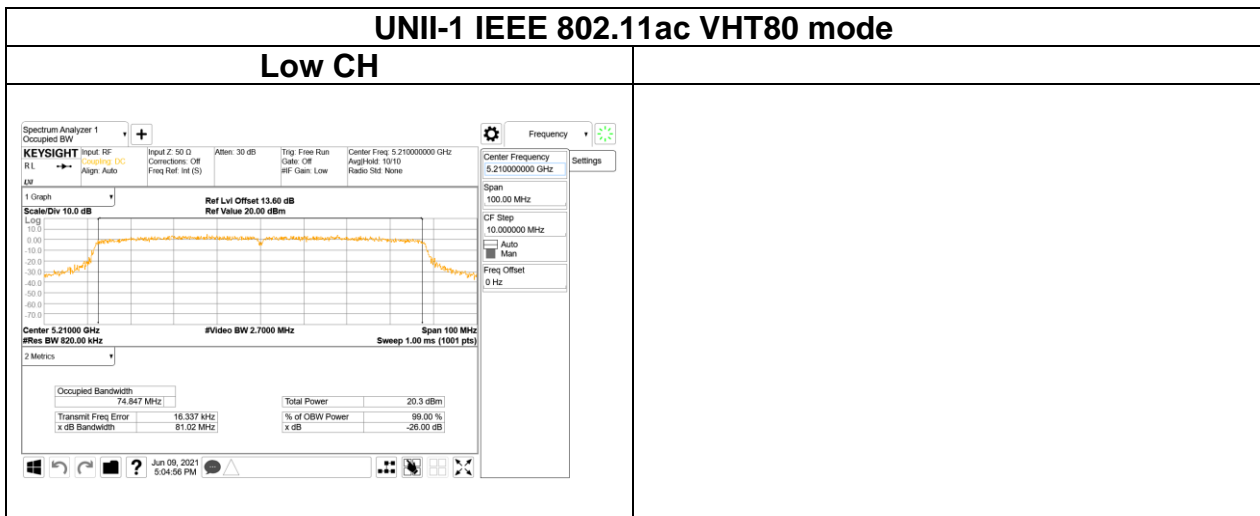 UNII-1 IEEE 802.11ac VHT80 mode
Low CH
Spectrum Analyzer 1
Occupied BW
Frequency
KEYSIGHT
RL
Input: RF
Coupling: DC
Align: Auto
Input Z: 50 Ω
Corrections: Off
Freq Ref: Int (S)
Atten: 30 dB
Trig: Free Run
Gate: Off
#IF Gain: Low
Center Freq: 5.210000000 GHz
Avg|Hold: 10/10
Radio Std: None
Center Frequency
5.210000000 GHz
Settings
Span
100.00 MHz
CF Step
10.000000 MHz
Auto
Man
Freq Offset
0 Hz
1 Graph
Scale/Div 10.0 dB
Ref Lvl Offset 13.60 dB
Ref Value 20.00 dBm
Log
10.0
0.00
-10.0
-20.0
-30.0
-40.0
-50.0
-60.0
-70.0
Center 5.21000 GHz
#Res BW 820.00 kHz
#Video BW 2.7000 MHz
Span 100 MHz
Sweep 1.00 ms (1001 pts)
2 Metrics
Occupied Bandwidth
74.847 MHz
Transmit Freq Error 16.337 kHz
x dB Bandwidth 81.02 MHz
Total Power 20.3 dBm
% of OBW Power 99.00 %
x dB -26.00 dB
Jun 09, 2021
5:04:56 PM